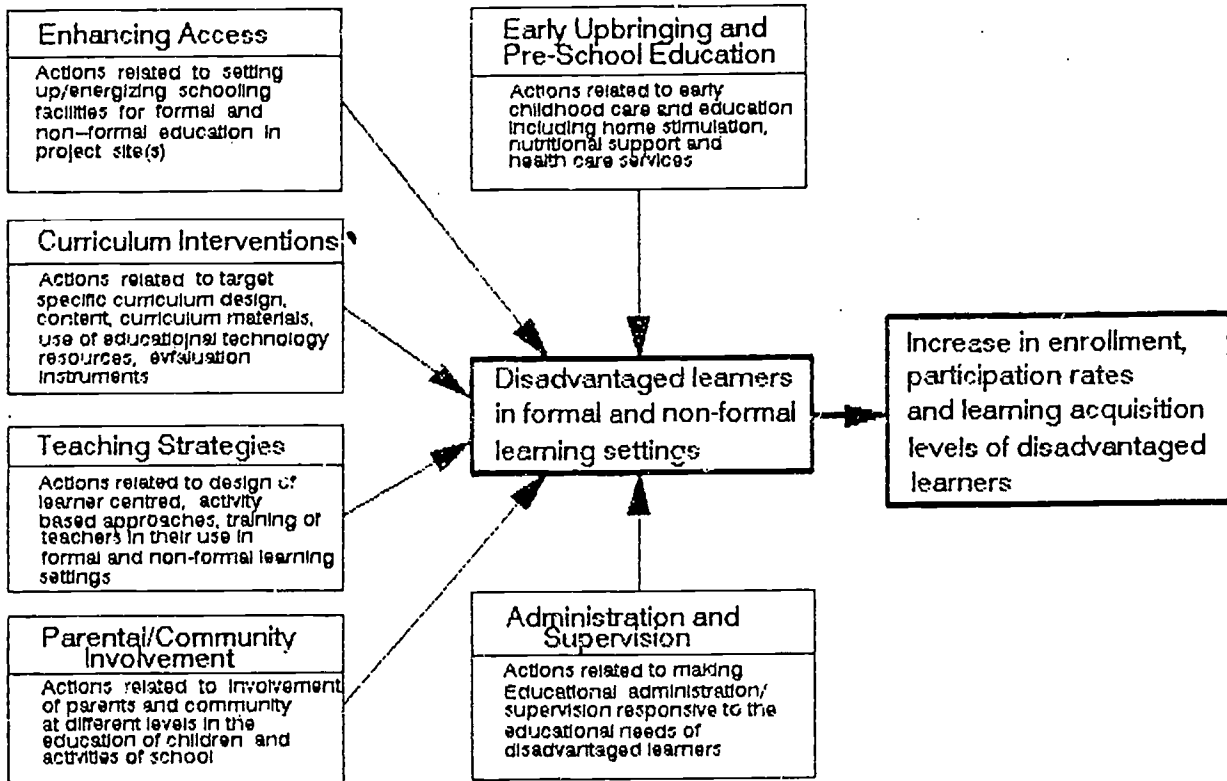 Enhancing Access
Actions related to setting
up/energizing schooling
facilities for formal and
non-formal education in
project site(s)
Early Upbringing and
Pre-School Education
Actions related to early
childhood care and education
including home stimulation,
nutritional support and
health care services
Curriculum Interventions
Actions related to target
specific curriculum design,
content, curriculum materials,
use of educatiojnal technology
resources, evfaluation
instruments
Teaching Strategies
Actions related to design of
learner centred, activity
based approaches, training of
teachers in their use in
formal and non-formal learning
settings
Parental/Community
Involvement
Actions related to involvement
of parents and community
at different levels in the
education of children and
activities of school
Disadvantaged learners
in formal and non-formal
learning settings
Administration and
Supervision
Actions related to making
Educational administration/
supervision responsive to the
educational needs of
disadvantaged learners
Increase in enrollment,
participation rates
and learning acquisition
levels of disadvantaged
learners